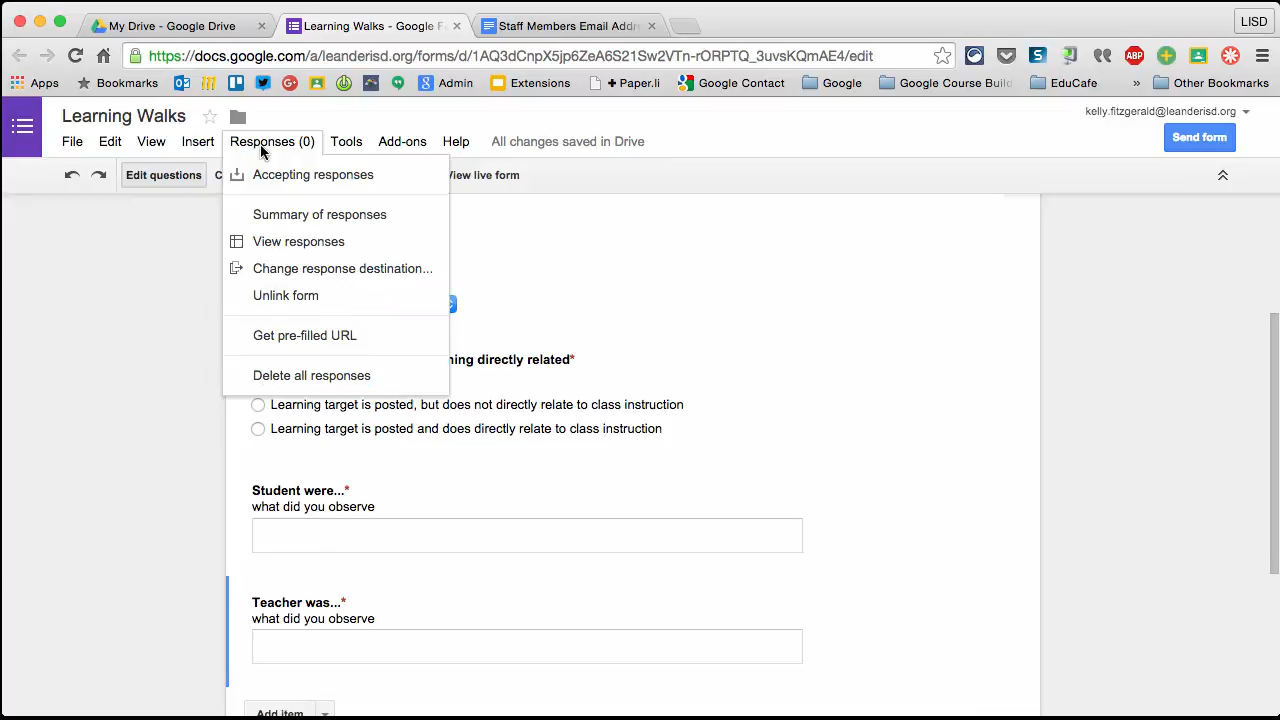 My Drive - Google Drive
Learning Walks - Google F
Staff Members Email Addr
LISD
https://docs.google.com/a/leanderisd.org/forms/d/1AQ3dCnpX5jp6ZeA6S21Sw2VTn-rORPTQ_3uvsKQmAE4/edit
ABP
Apps Bookmarks Admin Extensions Paper.li Google Contact Google Google Course Build EduCafe » Other Bookmarks
Learning Walks
kelly.fitzgerald@leanderisd.org
File Edit View Insert Responses (0) Tools Add-ons Help All changes saved in Drive
Send form
Edit questions C View live form
Accepting responses
Summary of responses
View responses
Change response destination...
Unlink form
Get pre-filled URL
Delete all responses
ning directly related*
Learning target is posted, but does not directly relate to class instruction
Learning target is posted and does directly relate to class instruction
Student were...*
what did you observe
Teacher was...*
what did you observe
Add item